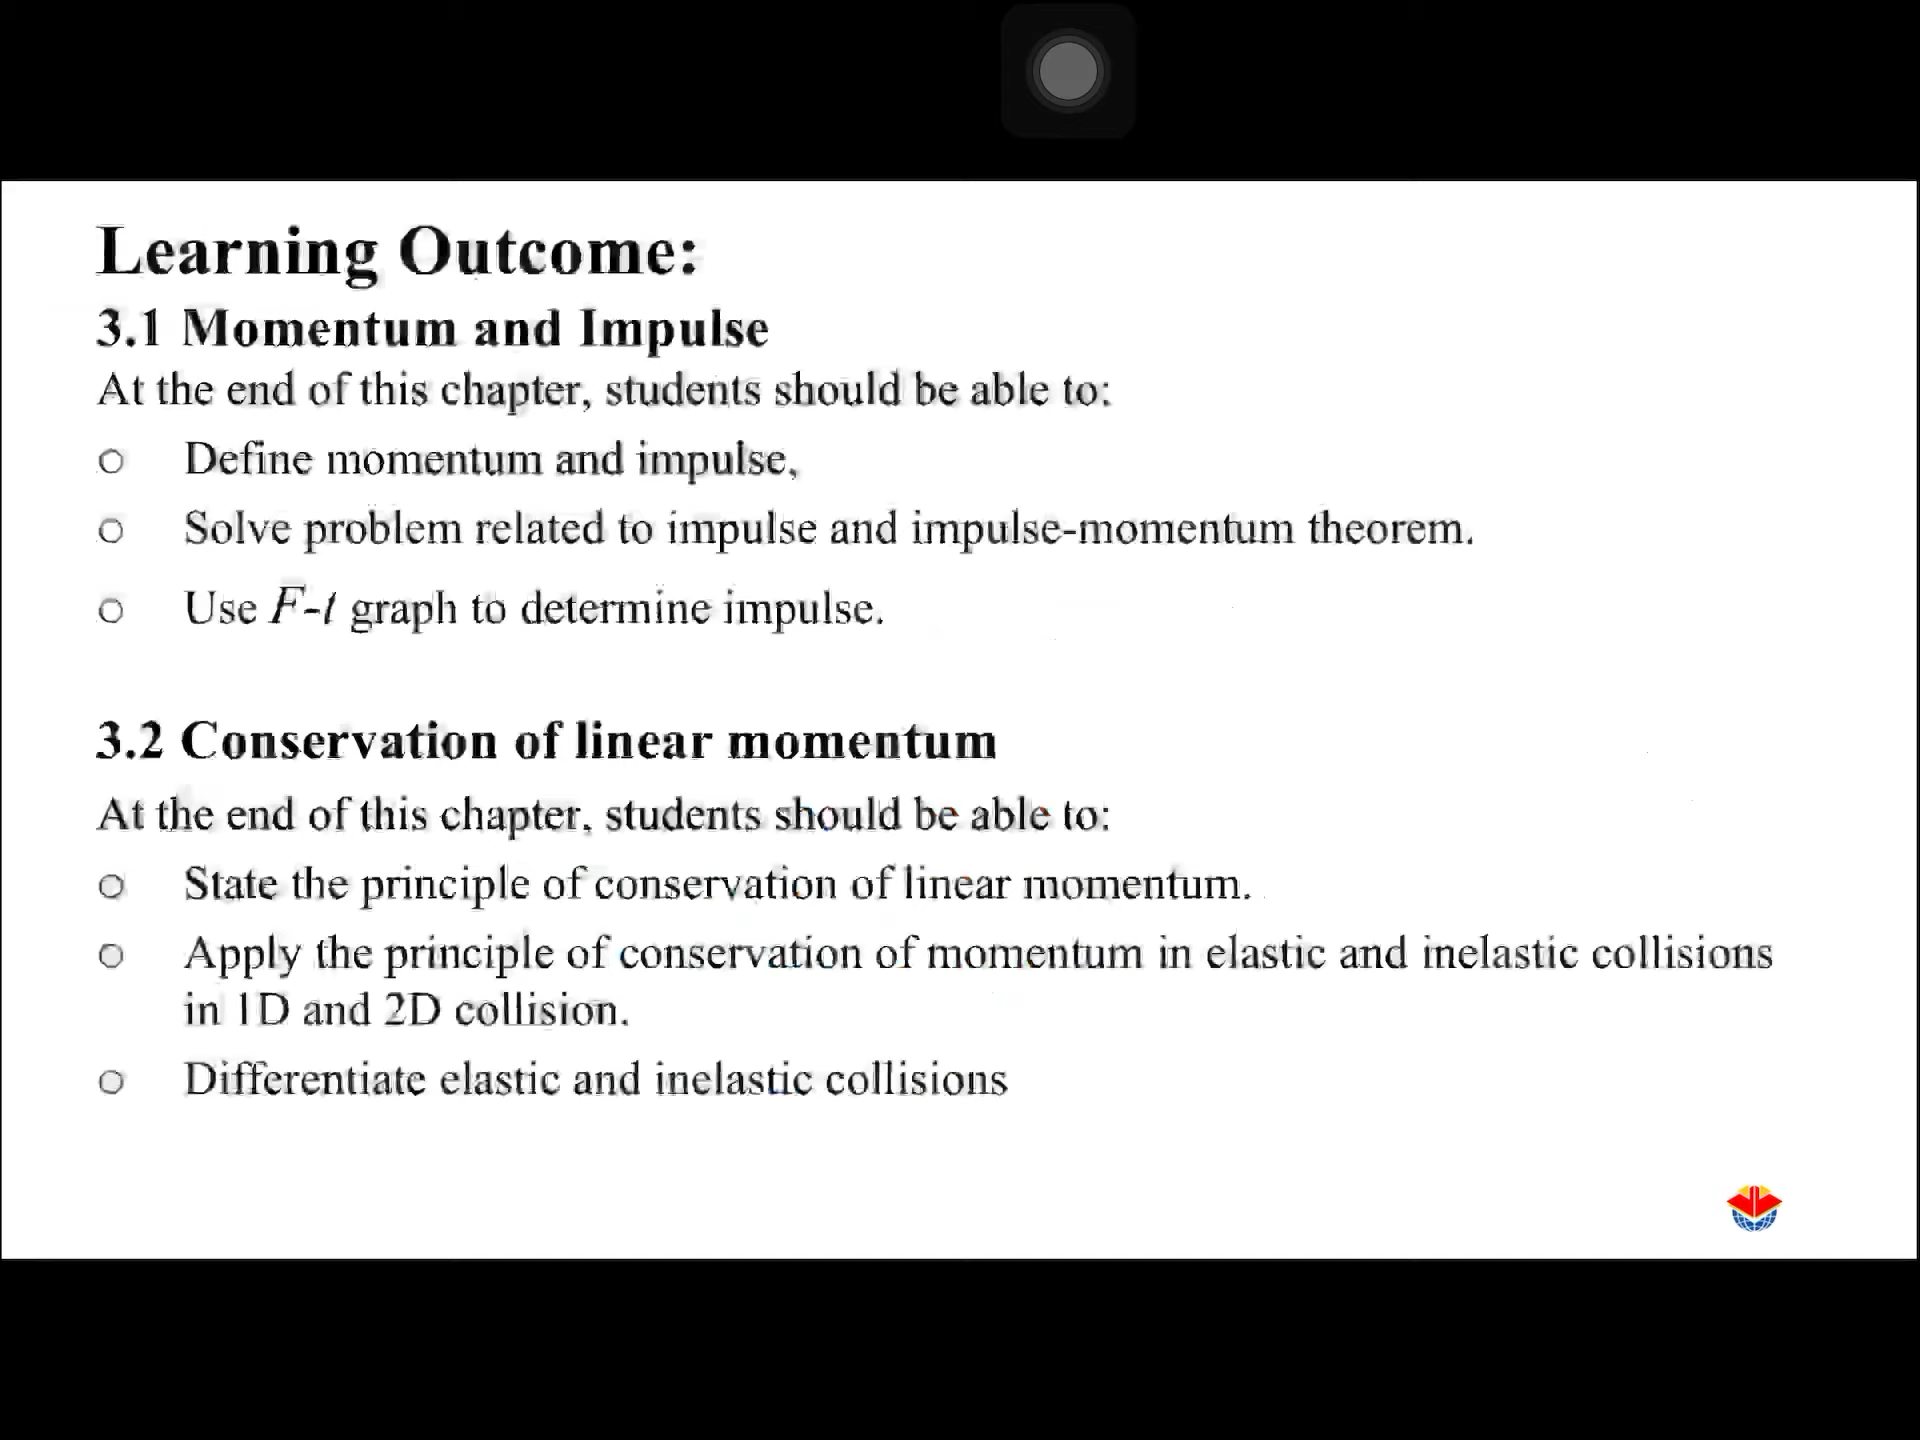 Learning Outcome:
3.1 Momentum and Impulse
At the end of this chapter, students should be able to:
o Define momentum and impulse,
o Solve problem related to impulse and impulse-momentum theorem.
o Use F-t graph to determine impulse.
3.2 Conservation of linear momentum
At the end of this chapter, students should be able to:
o State the principle of conservation of linear momentum.
o Apply the principle of conservation of momentum in elastic and inelastic collisions
in 1D and 2D collision.
o Differentiate elastic and inelastic collisions